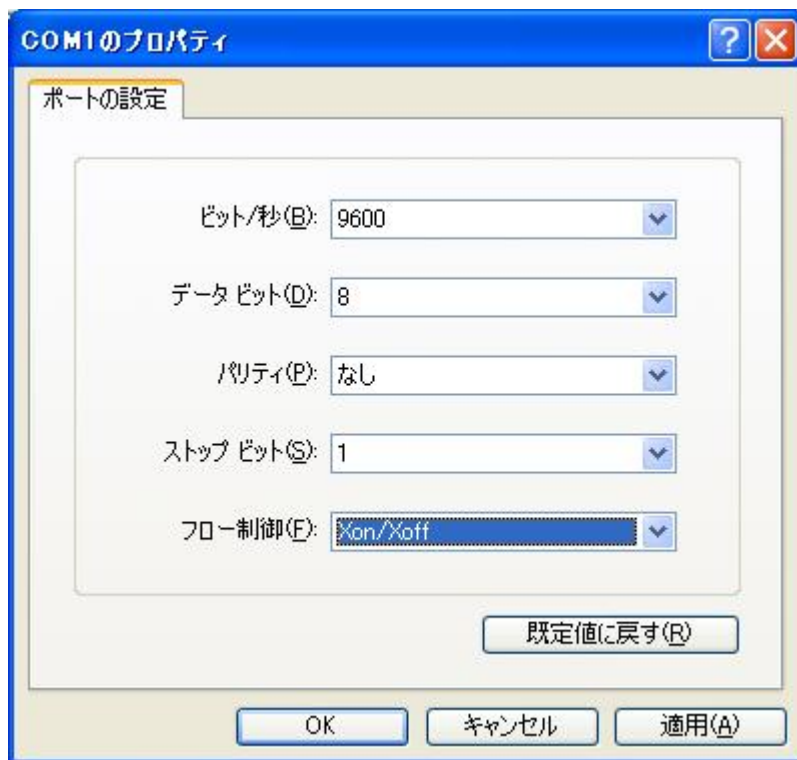 COM1のプロパティ
ポートの設定
ビット/秒(B): 9600
データ ビット(D): 8
パリティ(P): なし
ストップ ビット(S): 1
フロー制御(F): Xon/Xoff
既定値に戻す(R)
OK キャンセル 適用(A)